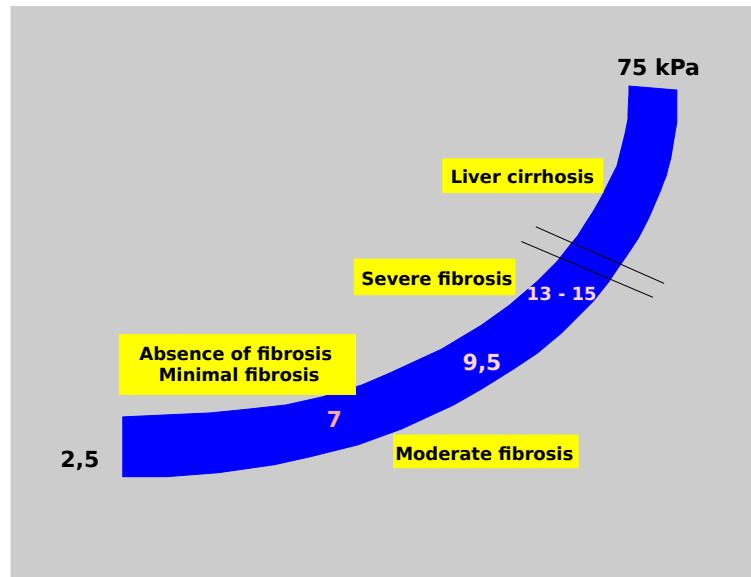 75 kPa
Liver cirrhosis
Severe fibrosis
13 - 15
Absence of fibrosis
Minimal fibrosis
9,5
7
Moderate fibrosis
2,5